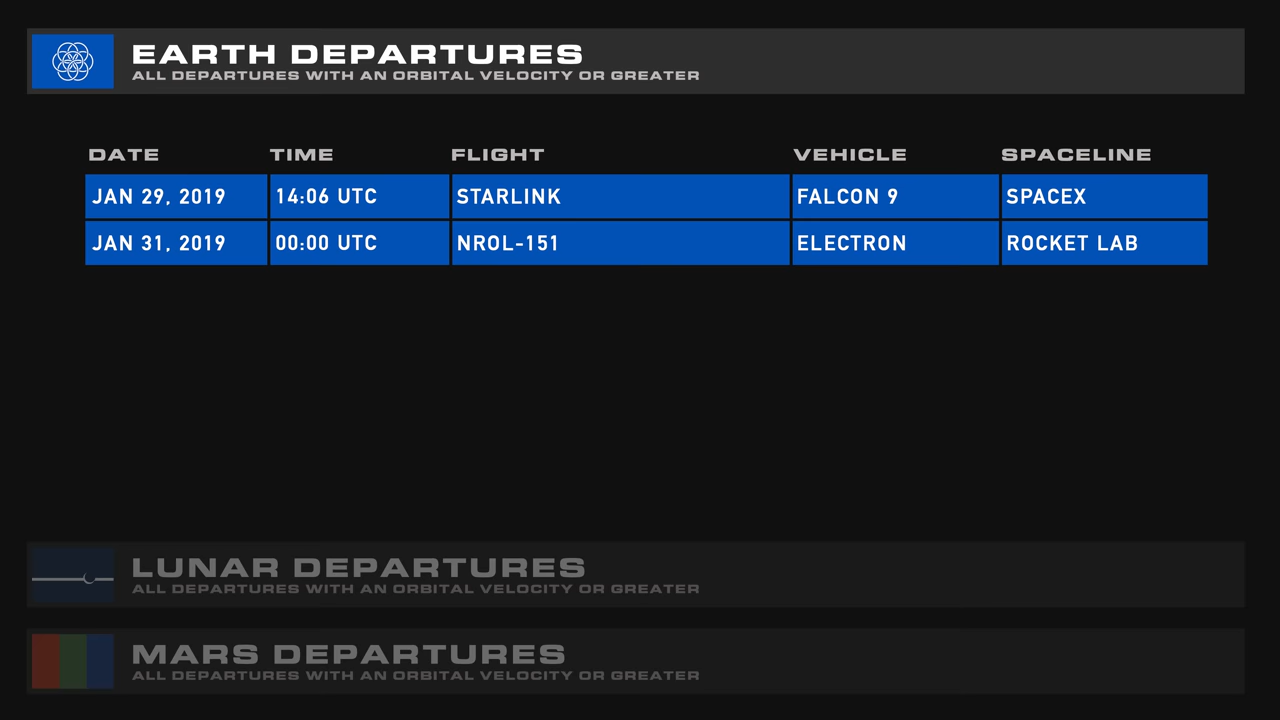 EARTH DEPARTURES
ALL DEPARTURES WITH AN ORBITAL VELOCITY OR GREATER
DATE TIME FLIGHT VEHICLE SPACELINE
JAN 29, 2019 14:06 UTC STARLINK FALCON 9 SPACEX
JAN 31, 2019 00:00 UTC NROL-151 ELECTRON ROCKET LAB
LUNAR DEPARTURES
ALL DEPARTURES WITH AN ORBITAL VELOCITY OR GREATER
MARS DEPARTURES
ALL DEPARTURES WITH AN ORBITAL VELOCITY OR GREATER